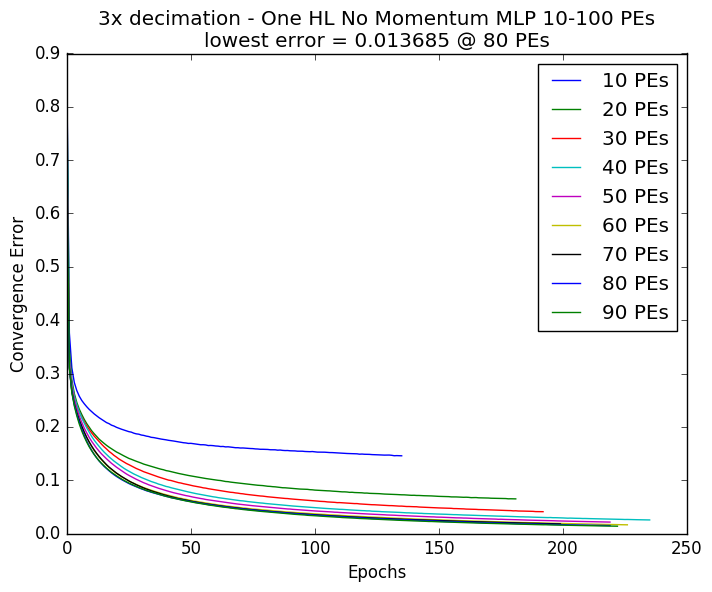 3x decimation - One HL No Momentum MLP 10-100 PEs
lowest error = 0.013685 @ 80 PEs
0.9
0.8
0.7
0.6
0.5
0.4
0.3
0.2
0.1
0.0
Convergence Error
10 PEs
20 PEs
30 PEs
40 PEs
50 PEs
60 PEs
70 PEs
80 PEs
90 PEs
0 50 100 150 200 250
Epochs